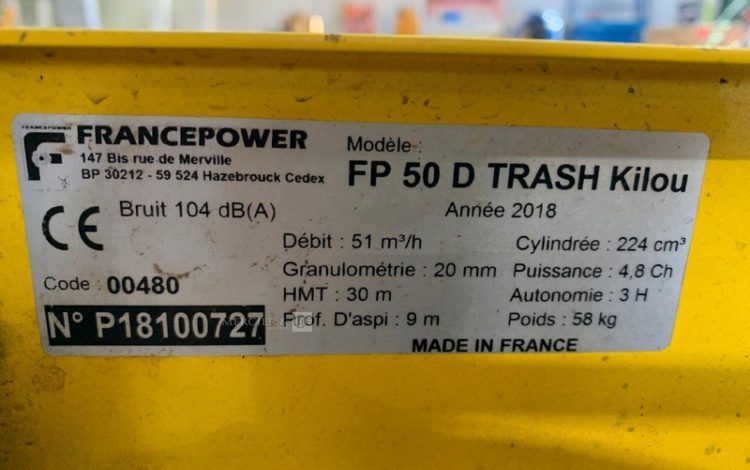 FRANCEPOWER
FRANCEPOWER
147 Bis rue de Merville
BP 30212 - 59 524 Hazebrouck Cedex
Modèle :
FP 50 D TRASH Kilou
CE
Bruit 104 dB(A)
Année 2018
Débit : 51 m³/h
Cylindrée : 224 cm³
Granulométrie : 20 mm
Puissance : 4,8 Ch
Code : 00480
HMT : 30 m
Autonomie : 3 H
N° P18100727
Prof. D'aspi : 9 m
Poids : 58 kg
MADE IN FRANCE